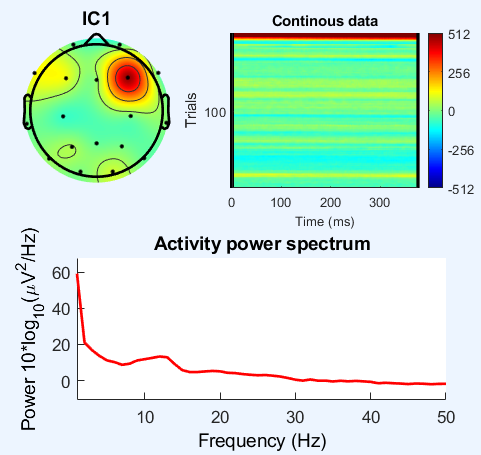 IC1
Continous data
Trials
100
0 100 200 300
Time (ms)
512
256
0
-256
-512
Activity power spectrum
Power 10*log10(μV2/Hz)
60
40
20
0
10 20 30 40 50
Frequency (Hz)